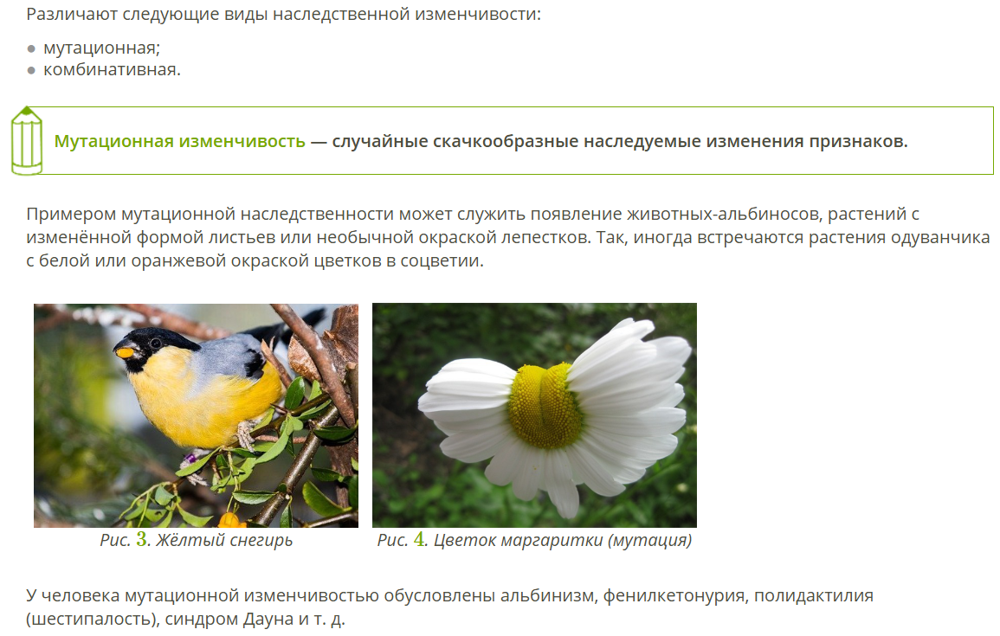 Различают следующие виды наследственной изменчивости:
● мутационная;
● комбинативная.
Мутационная изменчивость — случайные скачкообразные наследуемые изменения признаков.
Примером мутационной наследственности может служить появление животных-альбиносов, растений с
изменённой формой листьев или необычной окраской лепестков. Так, иногда встречаются растения одуванчика
с белой или оранжевой окраской цветков в соцветии.
Рис. 3. Жёлтый снегирь
Рис. 4. Цветок маргаритки (мутация)
У человека мутационной изменчивостью обусловлены альбинизм, фенилкетонурия, полидактилия
(шестипалость), синдром Дауна и т. д.